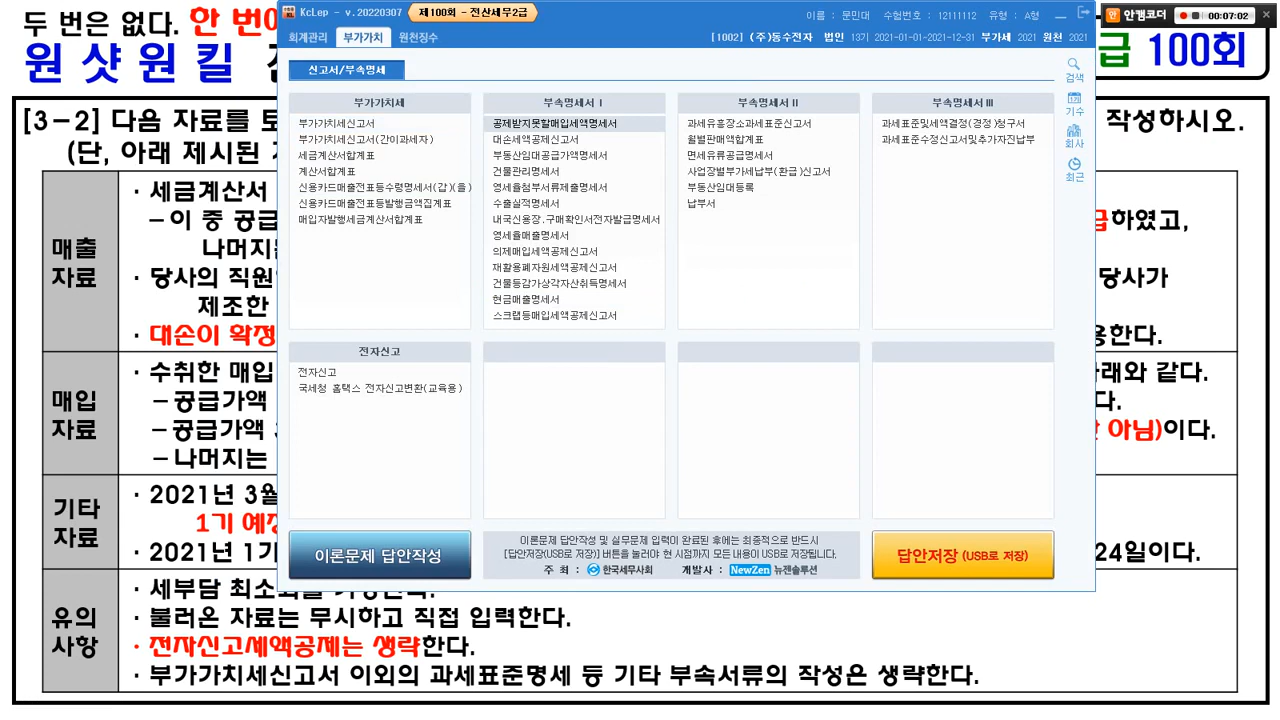 두 번은 없다. 한 번에
원 샷 원 킬
급 100회
안캠코더 00:07:02
KcLep - v.20220307 제100회 - 전산세무2급
이름 : 문민대 수험번호 : 12111112 유형 : A형
회계관리 부가가치 원천징수
[1002] (주)동수전자 법인 13기 2021-01-01-2021-12-31 부가세 2021 원천 2021
신고서/부속명세
검색
기수
회사
최근
부가가치세
부가가치세신고서
부가가치세신고서(간이과세자)
세금계산서합계표
계산서합계표
신용카드매출전표등수령명세서(갑)(을)
신용카드매출전표등발행금액집계표
매입자발행세금계산서합계표
부속명세서 I
공제받지못할매입세액명세서
대손세액공제신고서
부동산임대공급가액명세서
건물관리명세서
영세율첨부서류제출명세서
수출실적명세서
내국신용장.구매확인서전자발급명세서
영세율매출명세서
의제매입세액공제신고서
재활용폐자원세액공제신고서
건물등감가상각자산취득명세서
현금매출명세서
스크랩등매입세액공제신고서
부속명세서 II
과세유흥장소과세표준신고서
월별판매액합계표
면세유류공급명세서
사업장별부가세납부(환급)신고서
부동산임대등록
납부서
부속명세서 III
과세표준및세액결정(경정)청구서
과세표준수정신고서및추가자진납부
전자신고
전자신고
국세청 홈택스 전자신고변환(교육용)
이론문제 답안작성
이론문제 답안작성 및 실무문제 입력이 완료된 후에는 최종적으로 반드시
[답안저장(USB로 저장)] 버튼을 눌러야 현 시점까지 모든 내용이 USB로 저장됩니다.
주 최 : 한국세무사회 개발사 : NewZen 뉴젠솔루션
답안저장 (USB로 저장)
[3-2] 다음 자료를 토 작성하시오.
(단, 아래 제시된
매출
자료
· 세금계산서
-이 중 공급 급하였고,
나머지
· 당사의 직원 당사가
제조한
· 대손이 확정 용한다.
매입
자료
· 수취한 매입 아래와 같다.
-공급가액 다.
-공급가액 아님)이다.
-나머지는
기타
자료
· 2021년 3월
1기 예정
· 2021년 1기 24일이다.
유의
사항
· 세부담 최소화를 가정한다.
· 불러온 자료는 무시하고 직접 입력한다.
· 전자신고세액공제는 생략한다.
· 부가가치세신고서 이외의 과세표준명세 등 기타 부속서류의 작성은 생략한다.